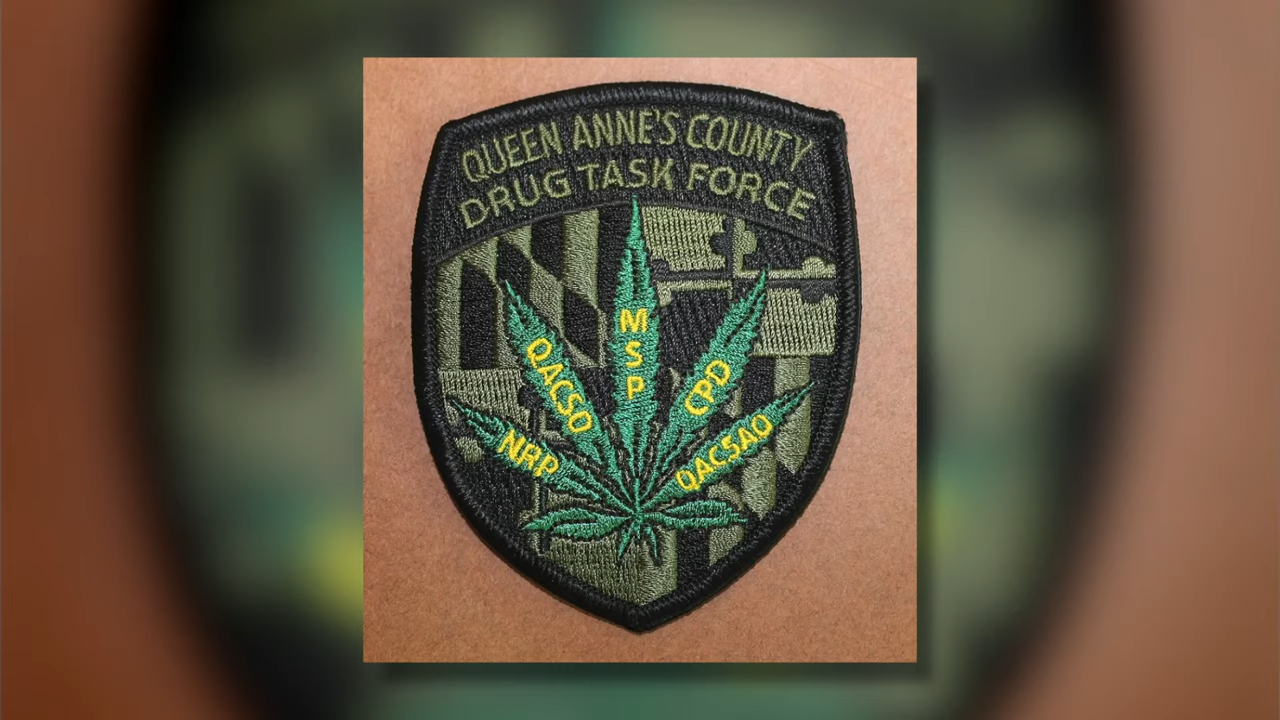 QUEEN ANNE'S COUNTY
DRUG TASK FORCE
MSP
QACSO
CPD
NRP
QACSAO